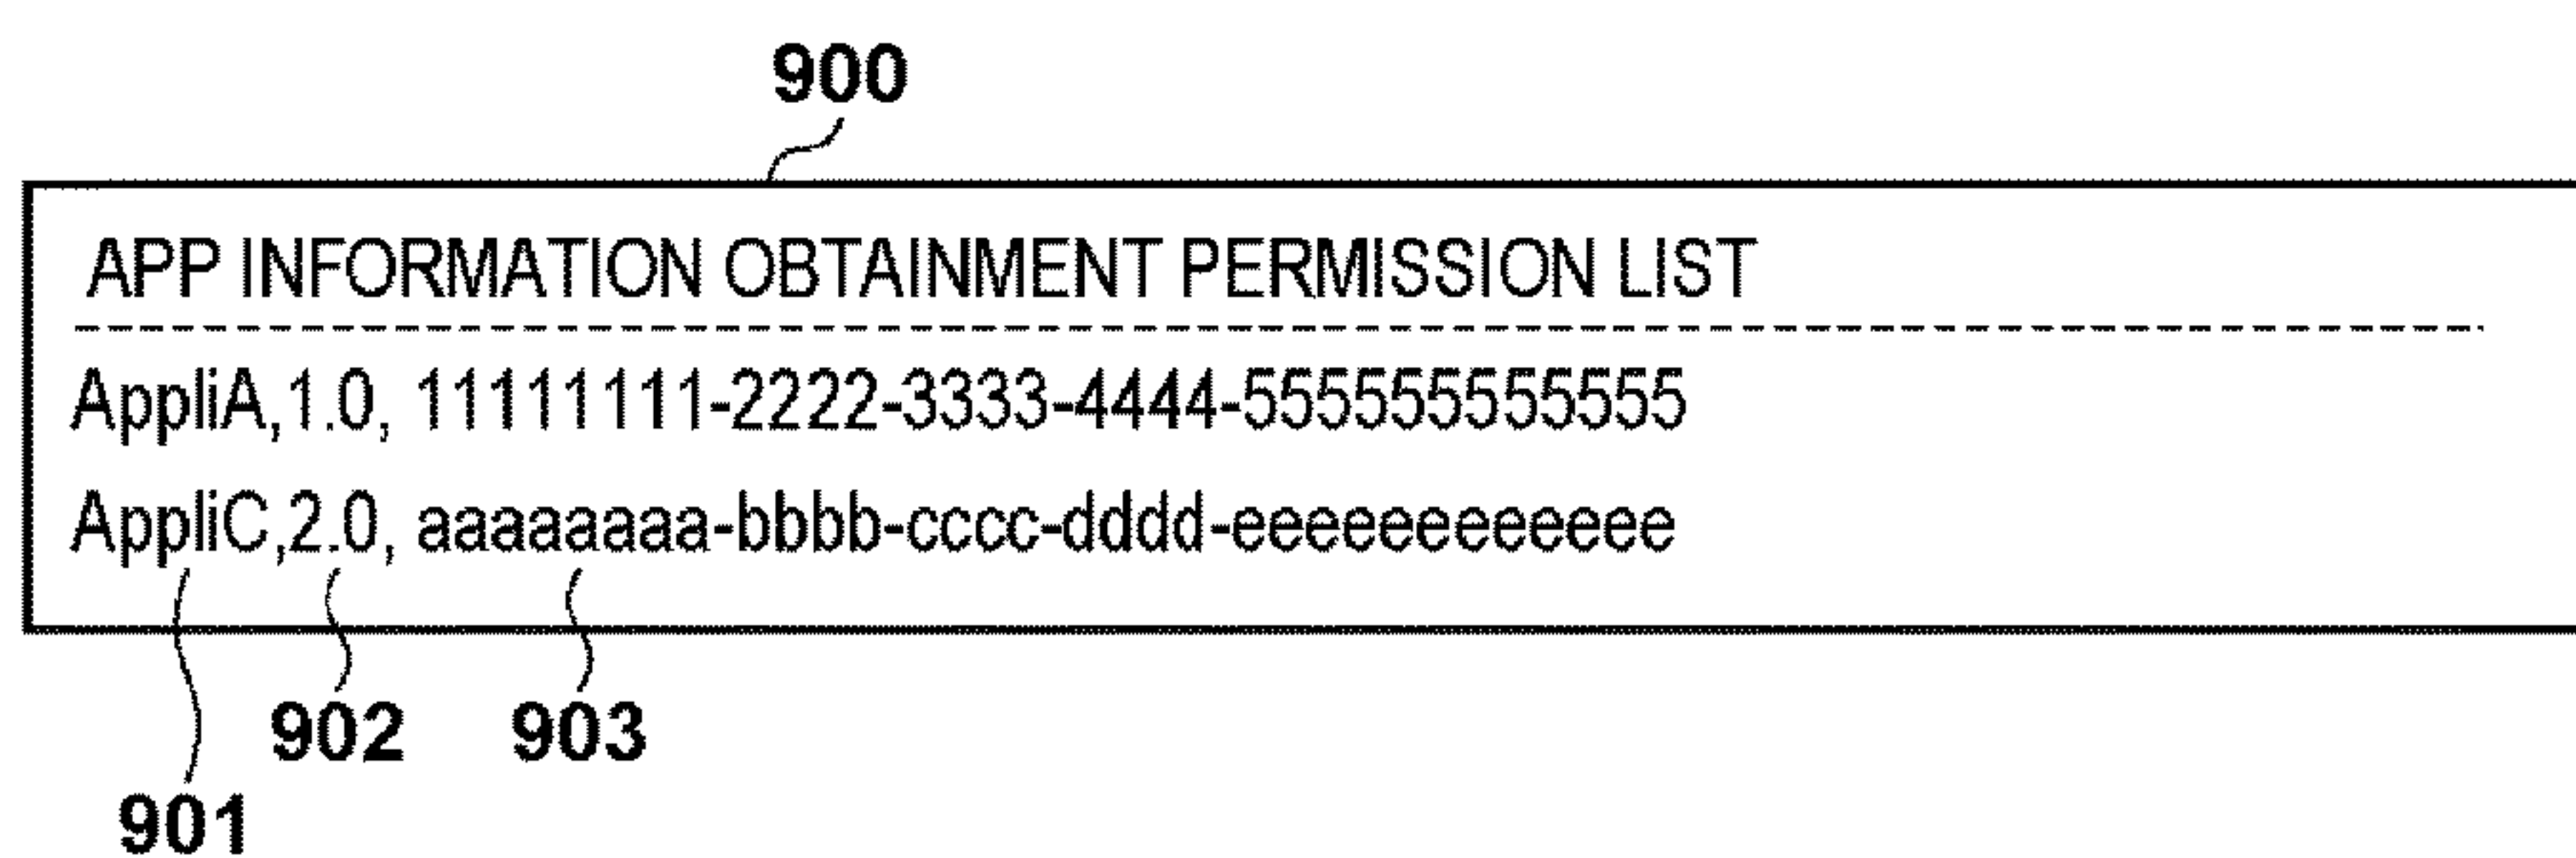 900
APP INFORMATION OBTAINMENT PERMISSION LIST
AppliA,1.0, 11111111-2222-3333-4444-555555555555
AppliC,2.0, aaaaaaaa-bbbb-cccc-dddd-eeeeeeeeeeee
902 903
901